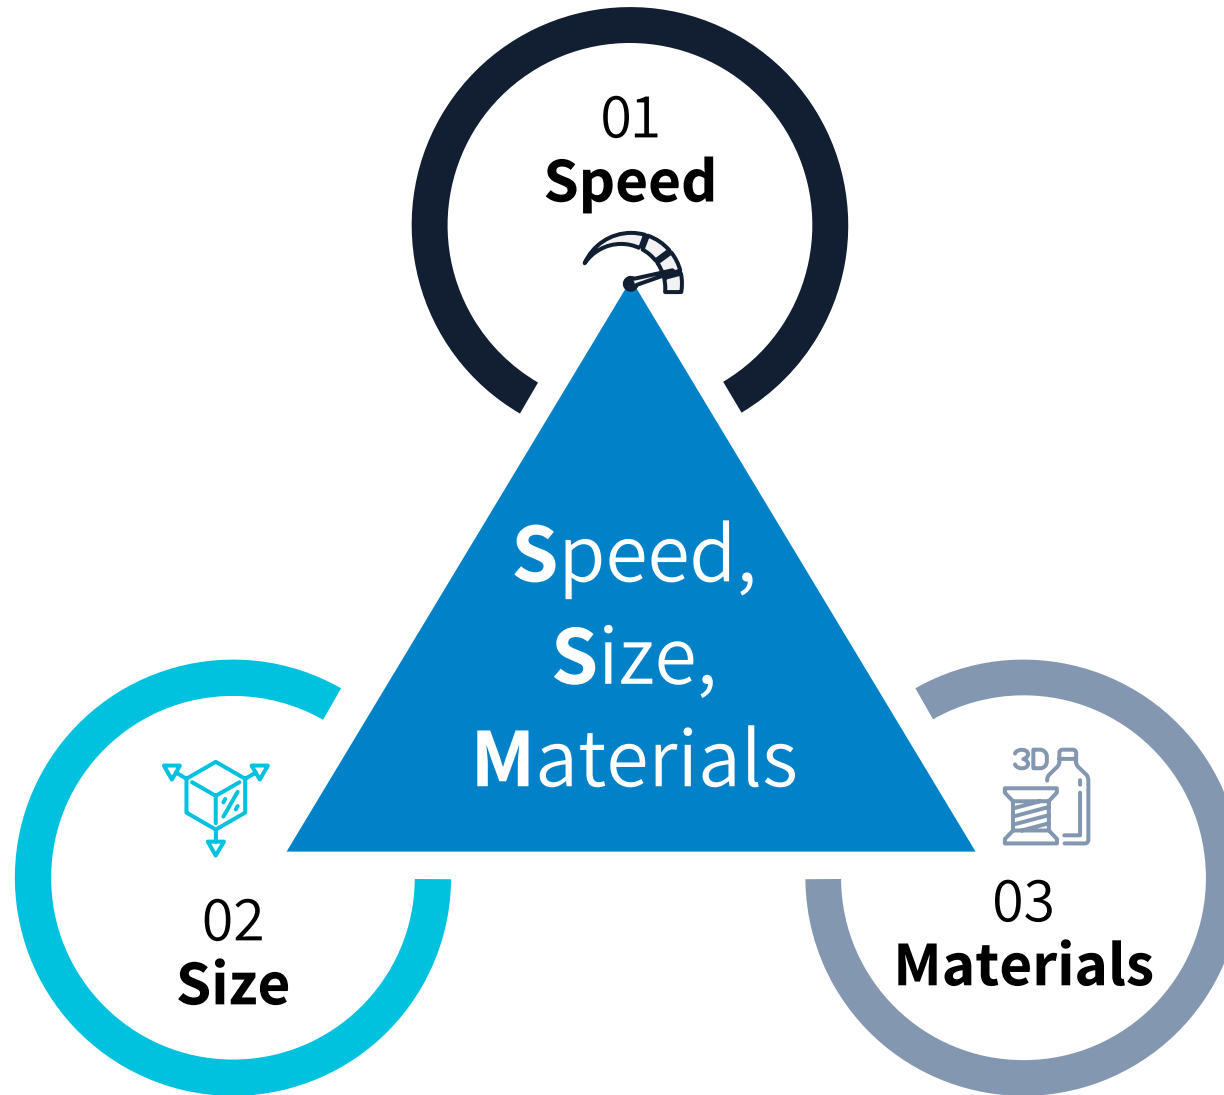 01
Speed
Speed,
Size,
Materials
3D
02
Size
03
Materials